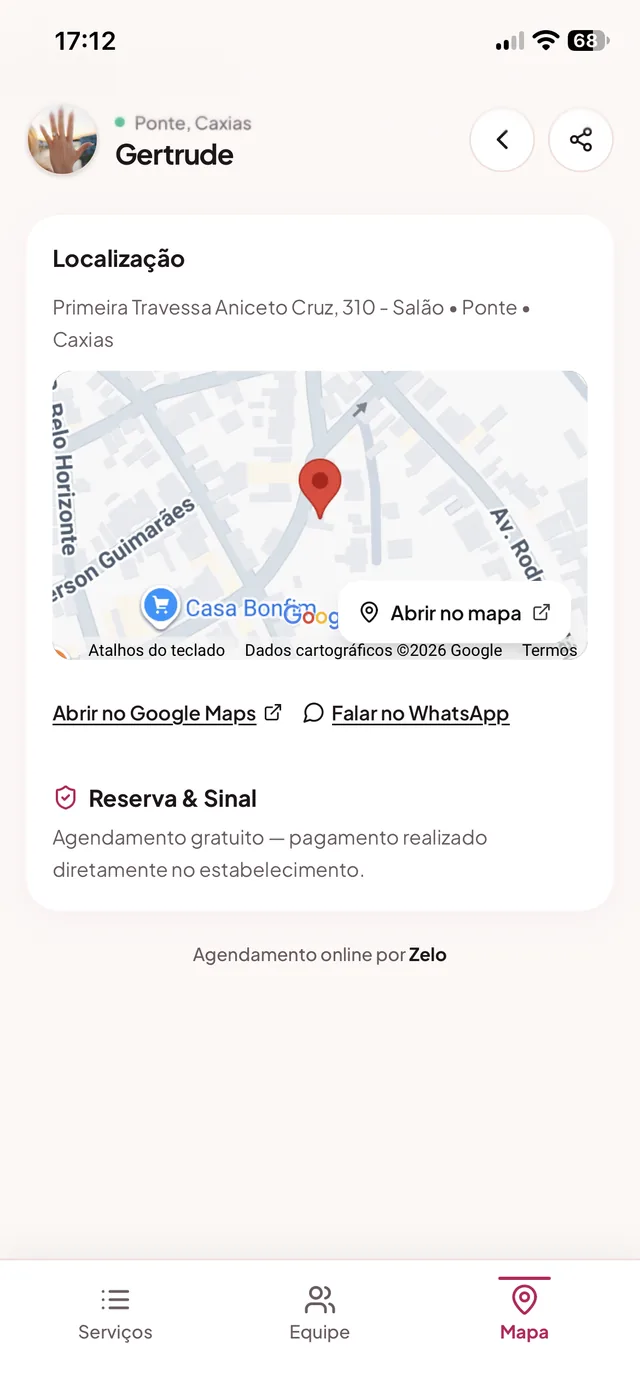 17:12
68
Ponte, Caxias
Gertrude
Localização
Primeira Travessa Aniceto Cruz, 310 - Salão • Ponte •
Caxias
Belo Horizonte
erson Guimarães
Av. Rodr
Casa Bonfim
Goog
Abrir no mapa
Atalhos do teclado Dados cartográficos ©2026 Google Termos
Abrir no Google Maps Falar no WhatsApp
Reserva & Sinal
Agendamento gratuito — pagamento realizado
diretamente no estabelecimento.
Agendamento online por Zelo
Serviços Equipe Mapa